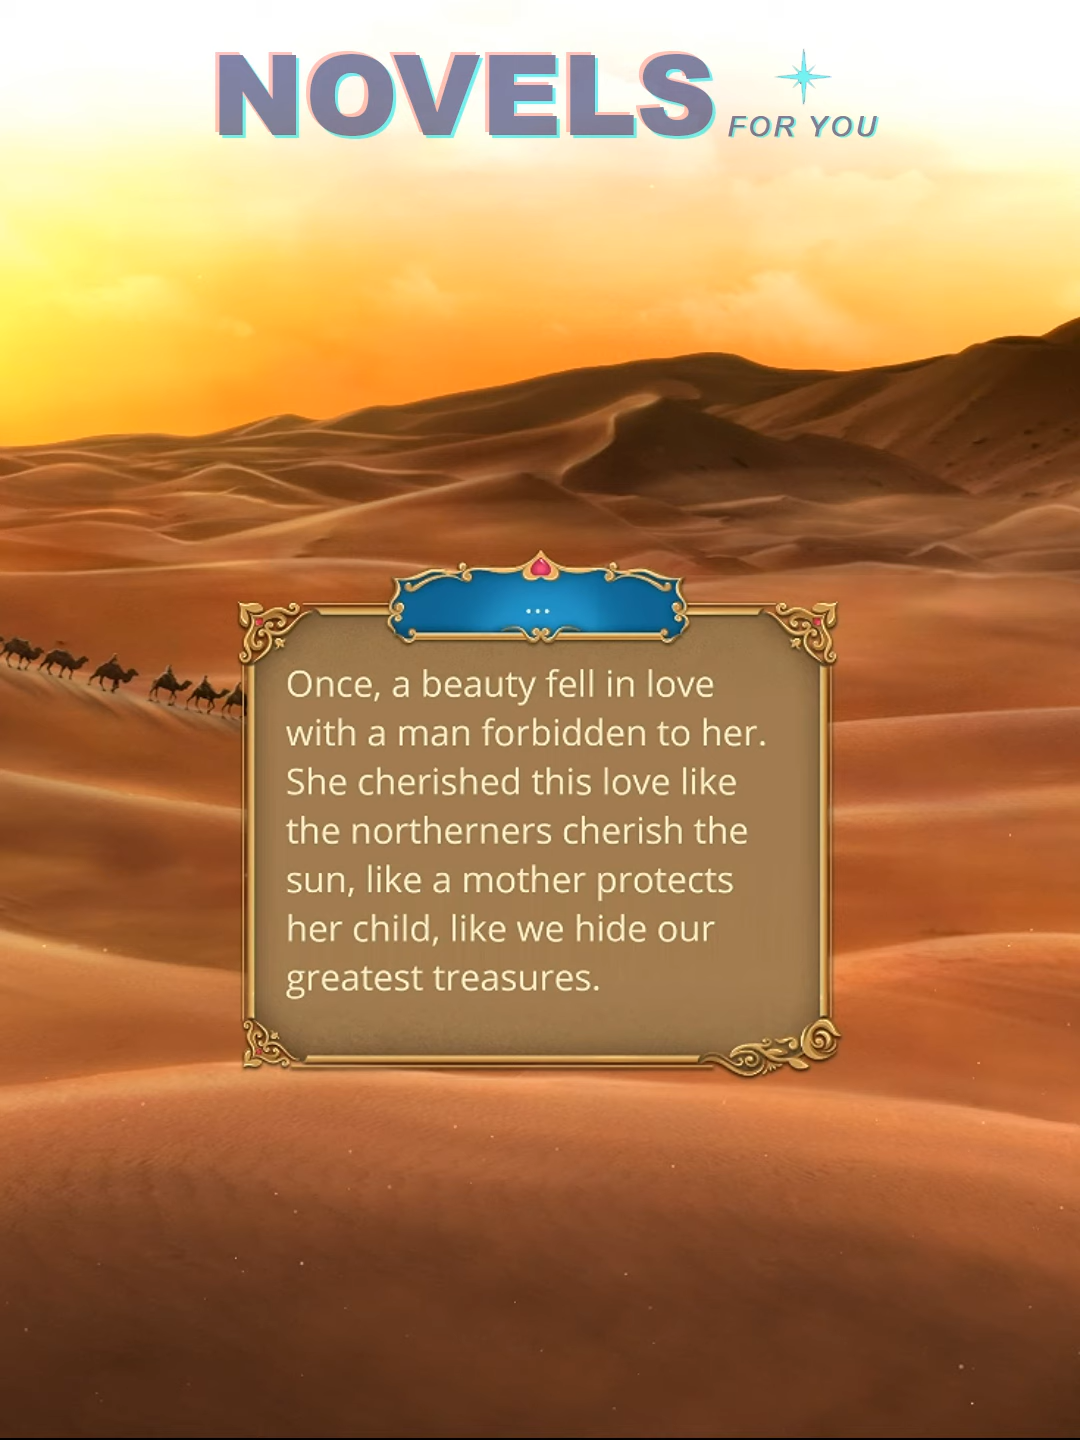 NOVELS
FOR YOU
...
Once, a beauty fell in love
with a man forbidden to her.
She cherished this love like
the northerners cherish the
sun, like a mother protects
her child, like we hide our
greatest treasures.